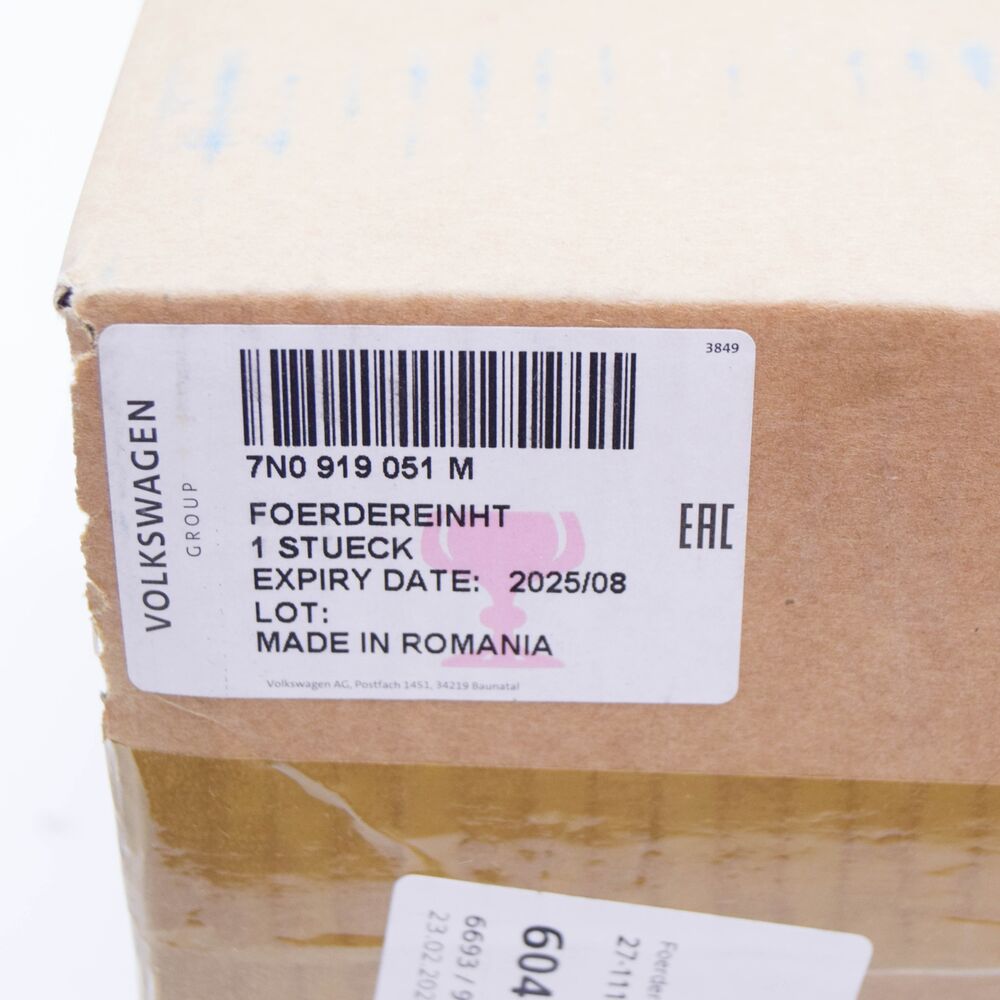 3849
VOLKSWAGEN
GROUP
7N0 919 051 M
FOERDEREINHT
1 STUECK
EXPIRY DATE: 2025/08
LOT:
MADE IN ROMANIA
EAC
Volkswagen AG, Postfach 1451, 34219 Baunatal
604